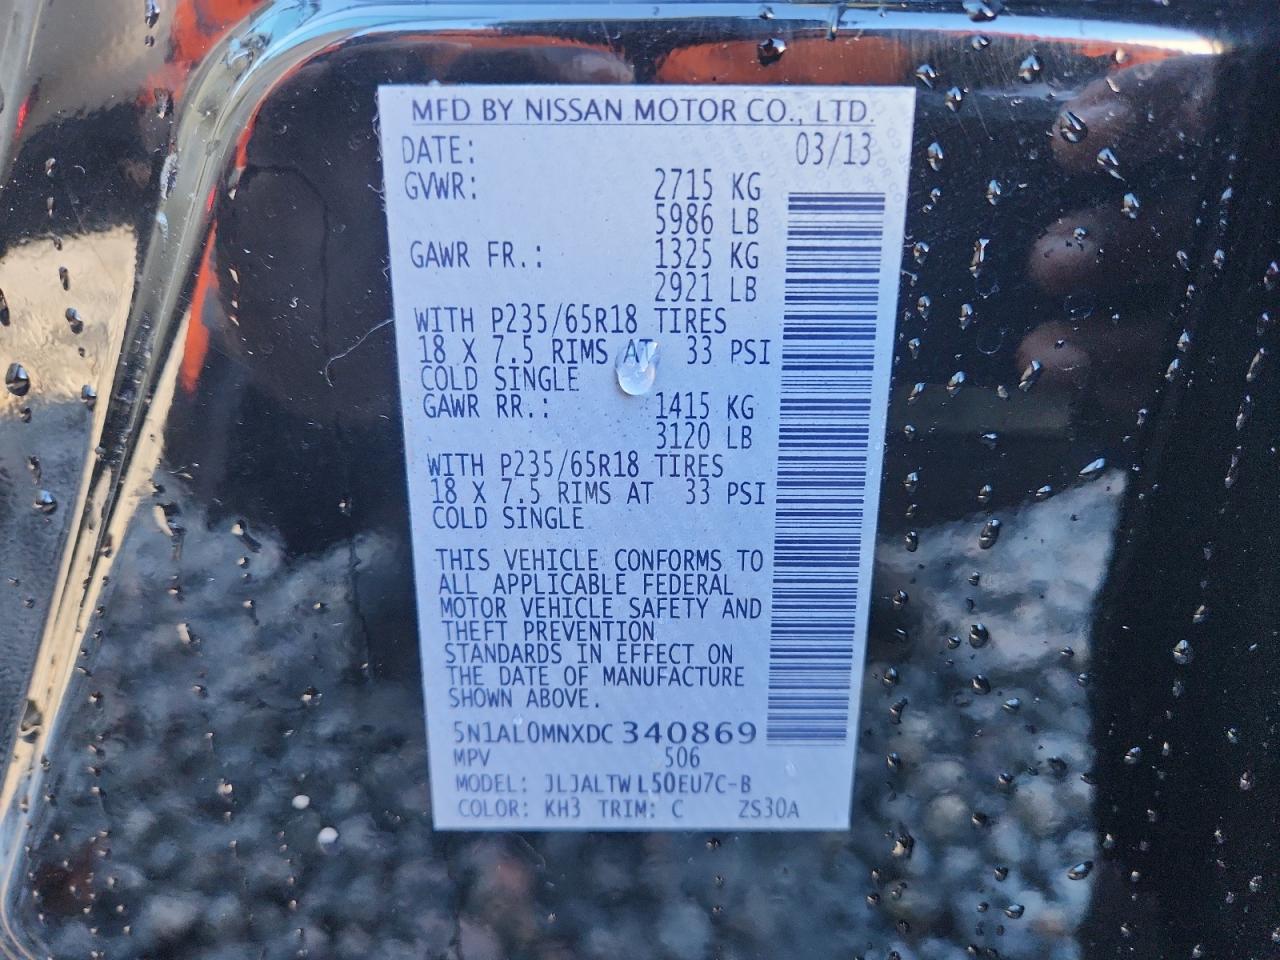 MFD BY NISSAN MOTOR CO., LTD.
DATE: 03/13
GVWR: 2715 KG
5986 LB
GAWR FR.: 1325 KG
2921 LB
WITH P235/65R18 TIRES
18 X 7.5 RIMS AT 33 PSI
COLD SINGLE
GAWR RR.: 1415 KG
3120 LB
WITH P235/65R18 TIRES
18 X 7.5 RIMS AT 33 PSI
COLD SINGLE
THIS VEHICLE CONFORMS TO
ALL APPLICABLE FEDERAL
MOTOR VEHICLE SAFETY AND
THEFT PREVENTION
STANDARDS IN EFFECT ON
THE DATE OF MANUFACTURE
SHOWN ABOVE.
5N1AL0MNXDC 340869
MPV 506
MODEL: JLJALTWL50EU7C-B
COLOR: KH3 TRIM: C ZS30A